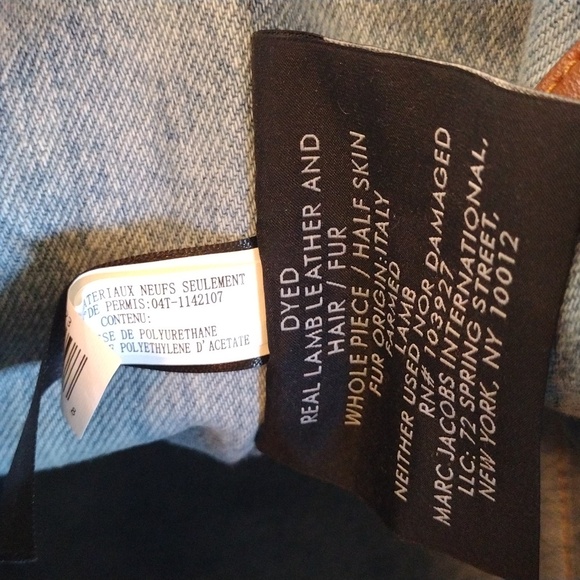 MATERIAUX NEUFS SEULEMENT
DE PERMIS:04T-1142107
CONTENU:
DE POLYURETHANE
POLYETHYLENE D'ACETATE
DYED
REAL LAMB LEATHER AND
HAIR / FUR
WHOLE PIECE / HALF SKIN
FUR ORIGIN: ITALY
FARMED
LAMB
NEITHER USED NOR DAMAGED
RN# 103927
MARC JACOBS INTERNATIONAL,
LLC: 72 SPRING STREET,
NEW YORK, NY 10012